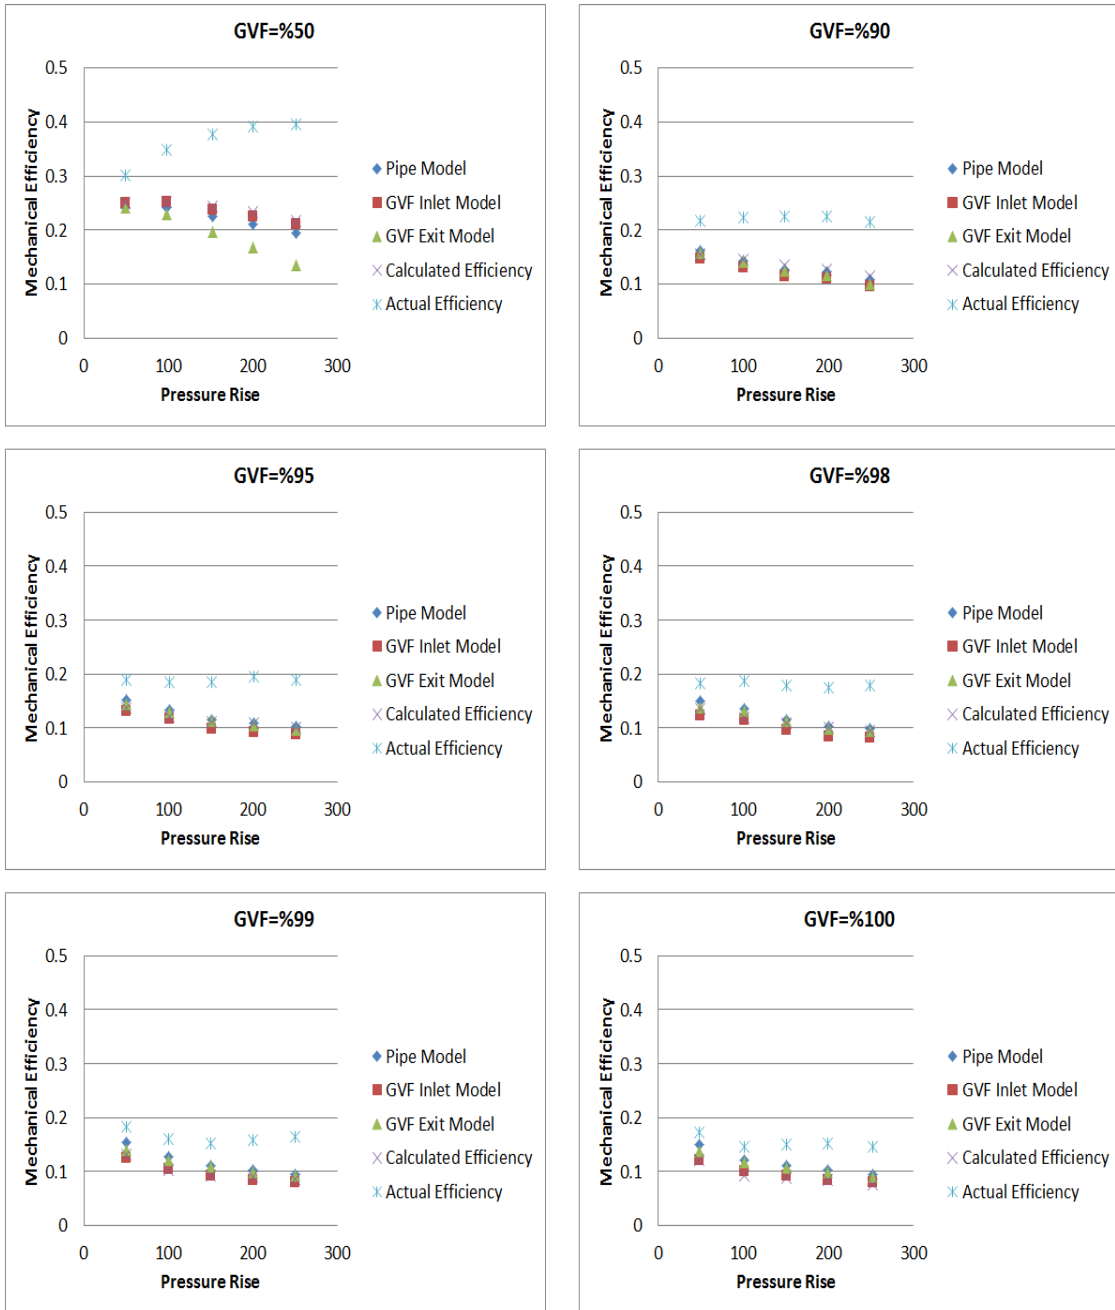 GVF=%50
0.5
0.4
0.3
0.2
0.1
0
Mechanical Efficiency
0 100 200 300
Pressure Rise
Pipe Model
GVF Inlet Model
GVF Exit Model
Calculated Efficiency
Actual Efficiency
GVF=%90
0.5
0.4
0.3
0.2
0.1
0
Mechanical Efficiency
0 100 200 300
Pressure Rise
Pipe Model
GVF Inlet Model
GVF Exit Model
Calculated Efficiency
Actual Efficiency
GVF=%95
0.5
0.4
0.3
0.2
0.1
0
Mechanical Efficiency
0 100 200 300
Pressure Rise
Pipe Model
GVF Inlet Model
GVF Exit Model
Calculated Efficiency
Actual Efficiency
GVF=%98
0.5
0.4
0.3
0.2
0.1
0
Mechanical Efficiency
0 100 200 300
Pressure Rise
Pipe Model
GVF Inlet Model
GVF Exit Model
Calculated Efficiency
Actual Efficiency
GVF=%99
0.5
0.4
0.3
0.2
0.1
0
Mechanical Efficiency
0 100 200 300
Pressure Rise
Pipe Model
GVF Inlet Model
GVF Exit Model
Calculated Efficiency
Actual Efficiency
GVF=%100
0.5
0.4
0.3
0.2
0.1
0
Mechanical Efficiency
0 100 200 300
Pressure Rise
Pipe Model
GVF Inlet Model
GVF Exit Model
Calculated Efficiency
Actual Efficiency